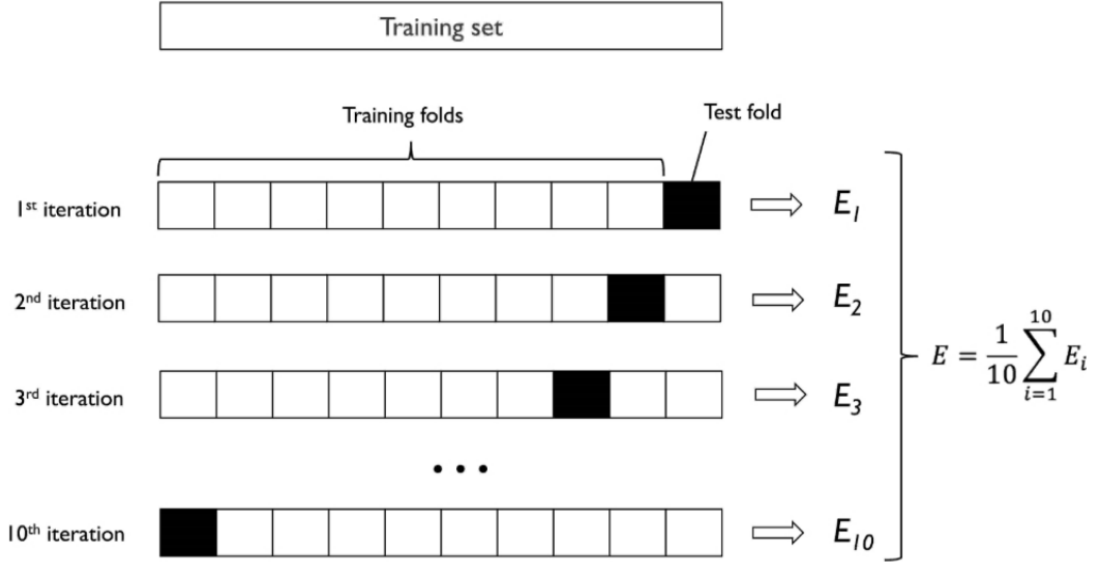 Training set
Training folds
Test fold
1st iteration
E1
2nd iteration
E2
3rd iteration
E3
E = 1/10 ∑_{i=1}^{10} E_i
• • •
10th iteration
E10